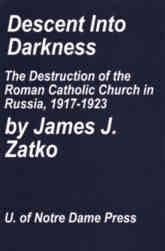 Descent Into
Darkness
The Destruction of the
Roman Catholic Church in
Russia, 1917-1923
by James J.
Zatko
U. of Notre Dame Press